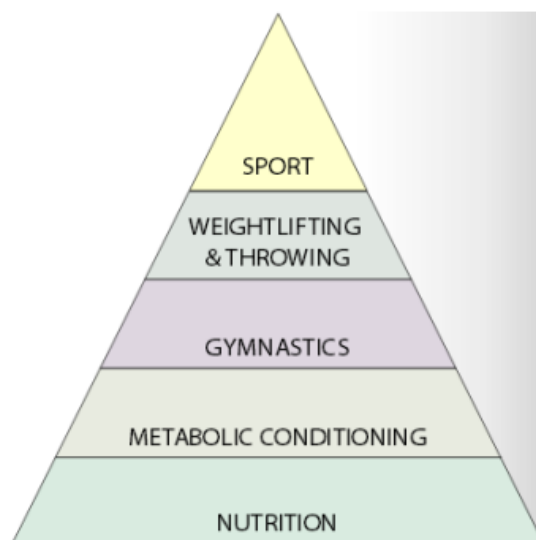 SPORT
WEIGHTLIFTING
& THROWING
GYMNASTICS
METABOLIC CONDITIONING
NUTRITION